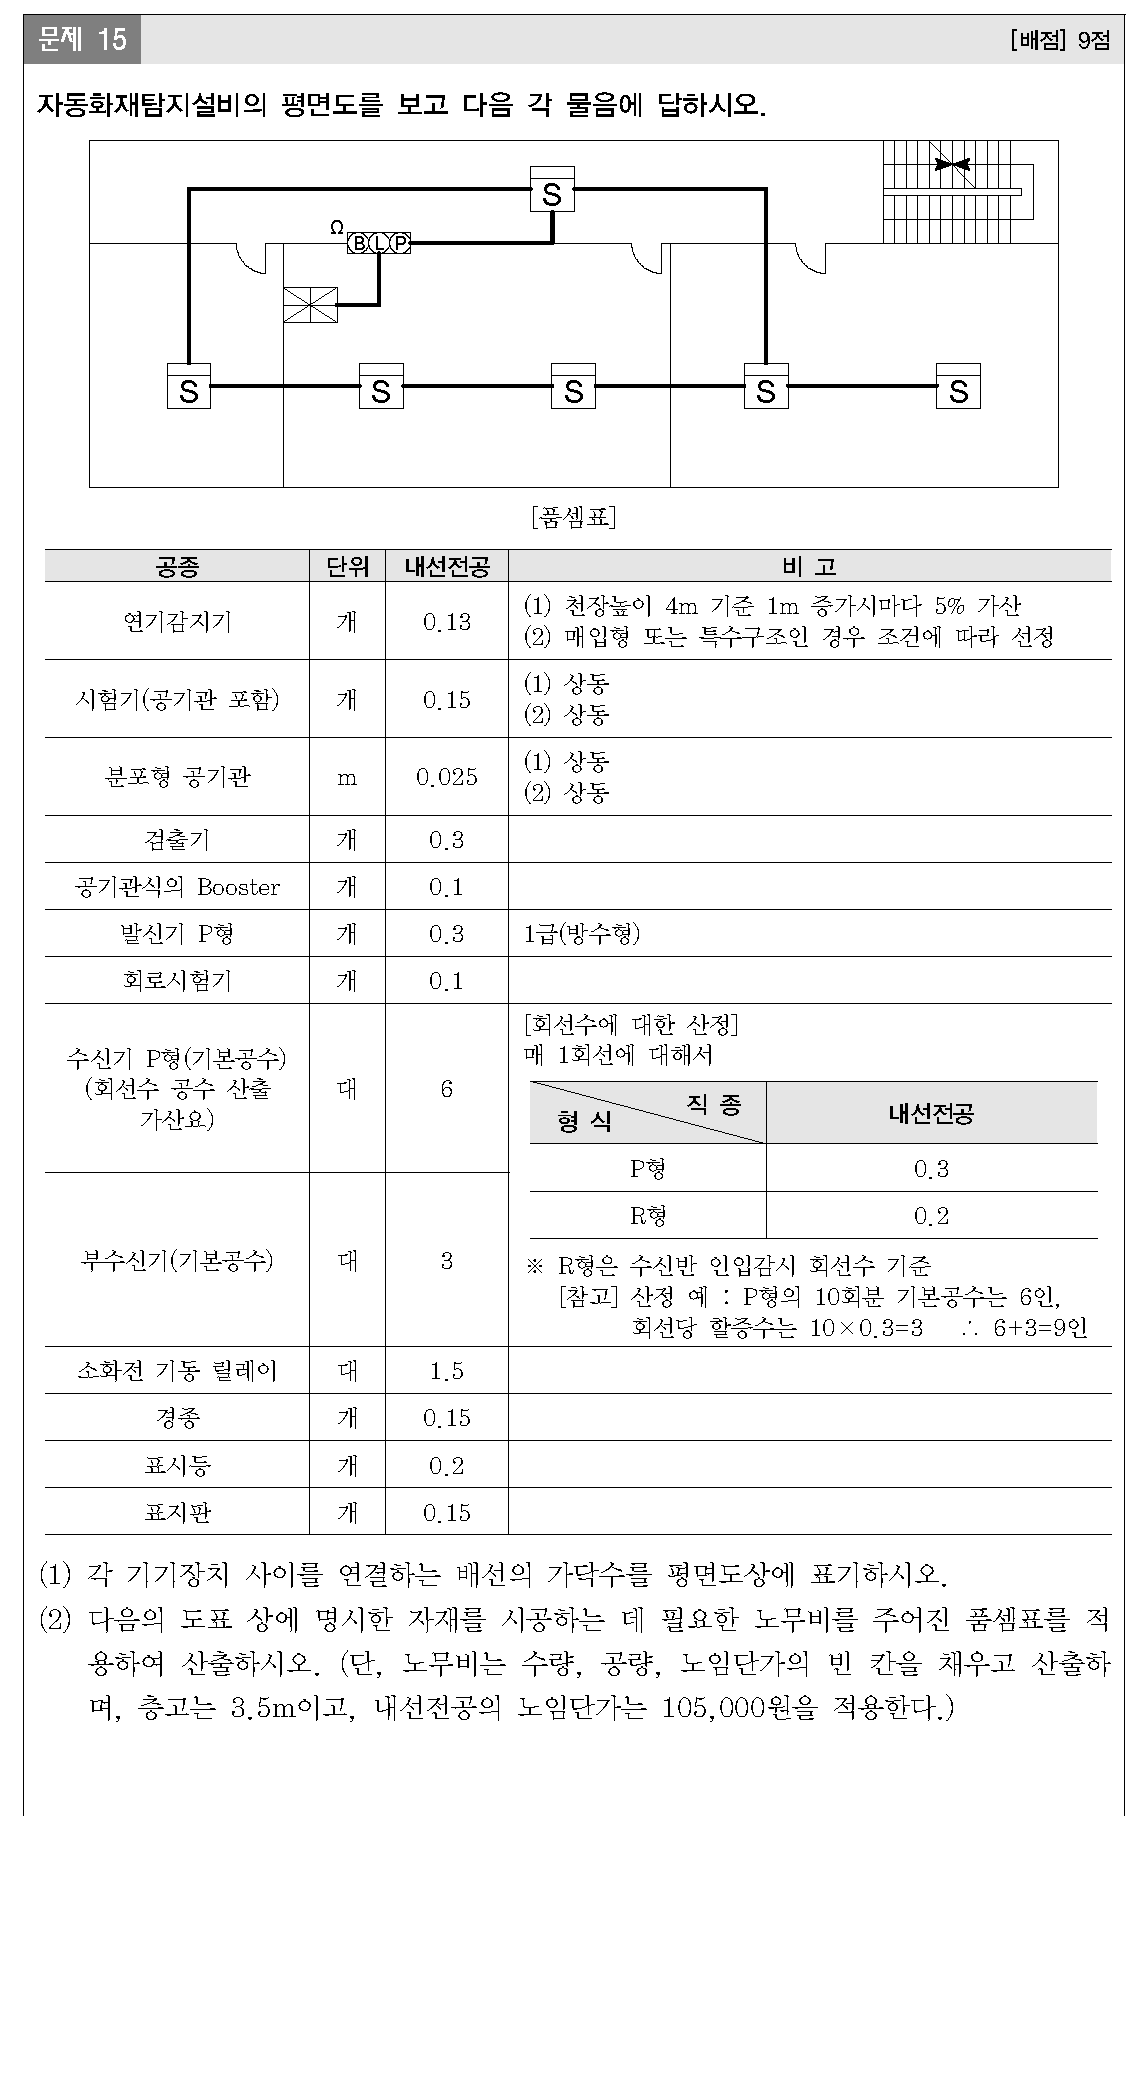 문제 15 [배점] 9점
자동화재탐지설비의 평면도를 보고 다음 각 물음에 답하시오.
S
Ω
B L P
S S S S S
[품셈표]
공종 단위 내선전공 비 고
연기감지기 개 0.13 (1) 천장높이 4m 기준 1m 증가시마다 5% 가산
(2) 매입형 또는 특수구조인 경우 조건에 따라 선정
시험기(공기관 포함) 개 0.15 (1) 상동
(2) 상동
분포형 공기관 m 0.025 (1) 상동
(2) 상동
검출기 개 0.3
공기관식의 Booster 개 0.1
발신기 P형 개 0.3 1급(방수형)
회로시험기 개 0.1
수신기 P형(기본공수)
(회선수 공수 산출
가산요) 대 6
[회선수에 대한 산정]
매 1회선에 대해서
직 종
형 식 내선전공
P형 0.3
R형 0.2
부수신기(기본공수) 대 3
※ R형은 수신반 인입감시 회선수 기준
[참고] 산정 예 : P형의 10회분 기본공수는 6인,
회선당 할증수는 10×0.3=3 ∴ 6+3=9인
소화전 기동 릴레이 대 1.5
경종 개 0.15
표시등 개 0.2
표지판 개 0.15
(1) 각 기기장치 사이를 연결하는 배선의 가닥수를 평면도상에 표기하시오.
(2) 다음의 도표 상에 명시한 자재를 시공하는 데 필요한 노무비를 주어진 품셈표를 적
용하여 산출하시오. (단, 노무비는 수량, 공량, 노임단가의 빈 칸을 채우고 산출하
며, 층고는 3.5m이고, 내선전공의 노임단가는 105,000원을 적용한다.)